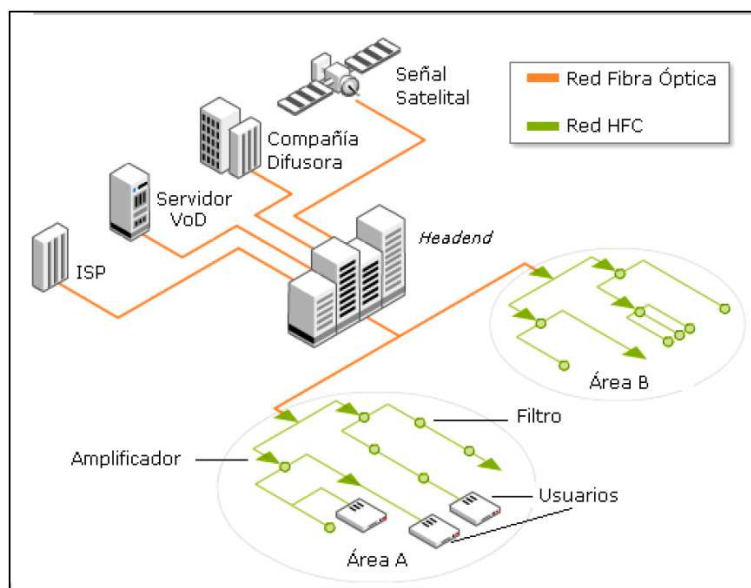 Señal
Satelital
Red Fibra Óptica
Red HFC
Compañía
Difusora
Servidor
VoD
Headend
ISP
Área B
Filtro
Amplificador
Usuarios
Área A